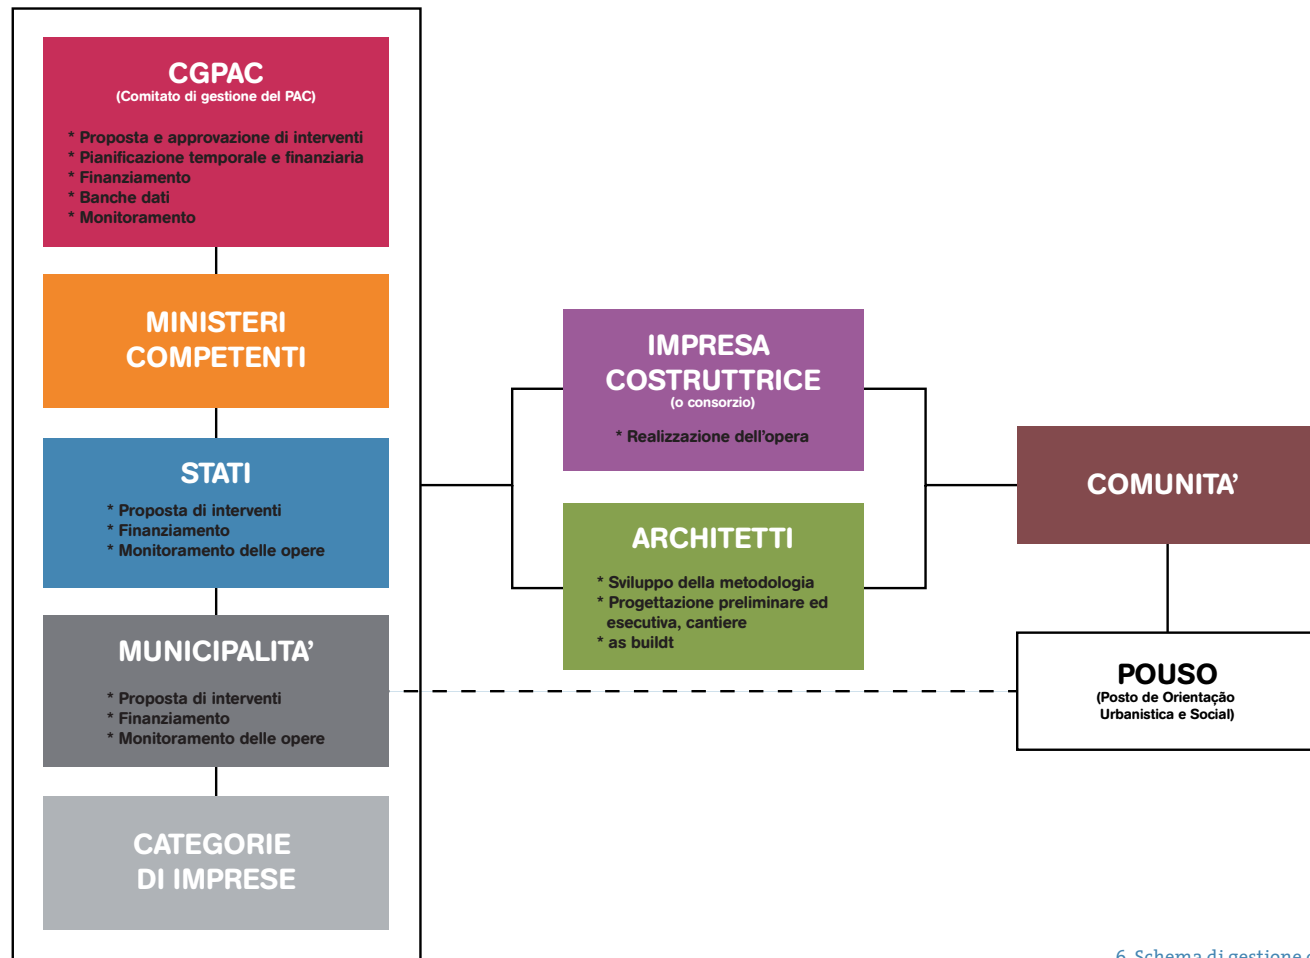 CGPAC
(Comitato di gestione del PAC)
* Proposta e approvazione di interventi
* Pianificazione temporale e finanziaria
* Finanziamento
* Banche dati
* Monitoramento
MINISTERI
COMPETENTI
STATI
* Proposta di interventi
* Finanziamento
* Monitoramento delle opere
MUNICIPALITA’
* Proposta di interventi
* Finanziamento
* Monitoramento delle opere
CATEGORIE
DI IMPRESE
IMPRESA
COSTRUTTRICE
(o consorzio)
* Realizzazione dell’opera
ARCHITETTI
* Sviluppo della metodologia
* Progettazione preliminare ed
esecutiva, cantiere
* as buildt
COMUNITA’
POUSO
(Posto de Orientação
Urbanistica e Social)
6. Schema di gestione